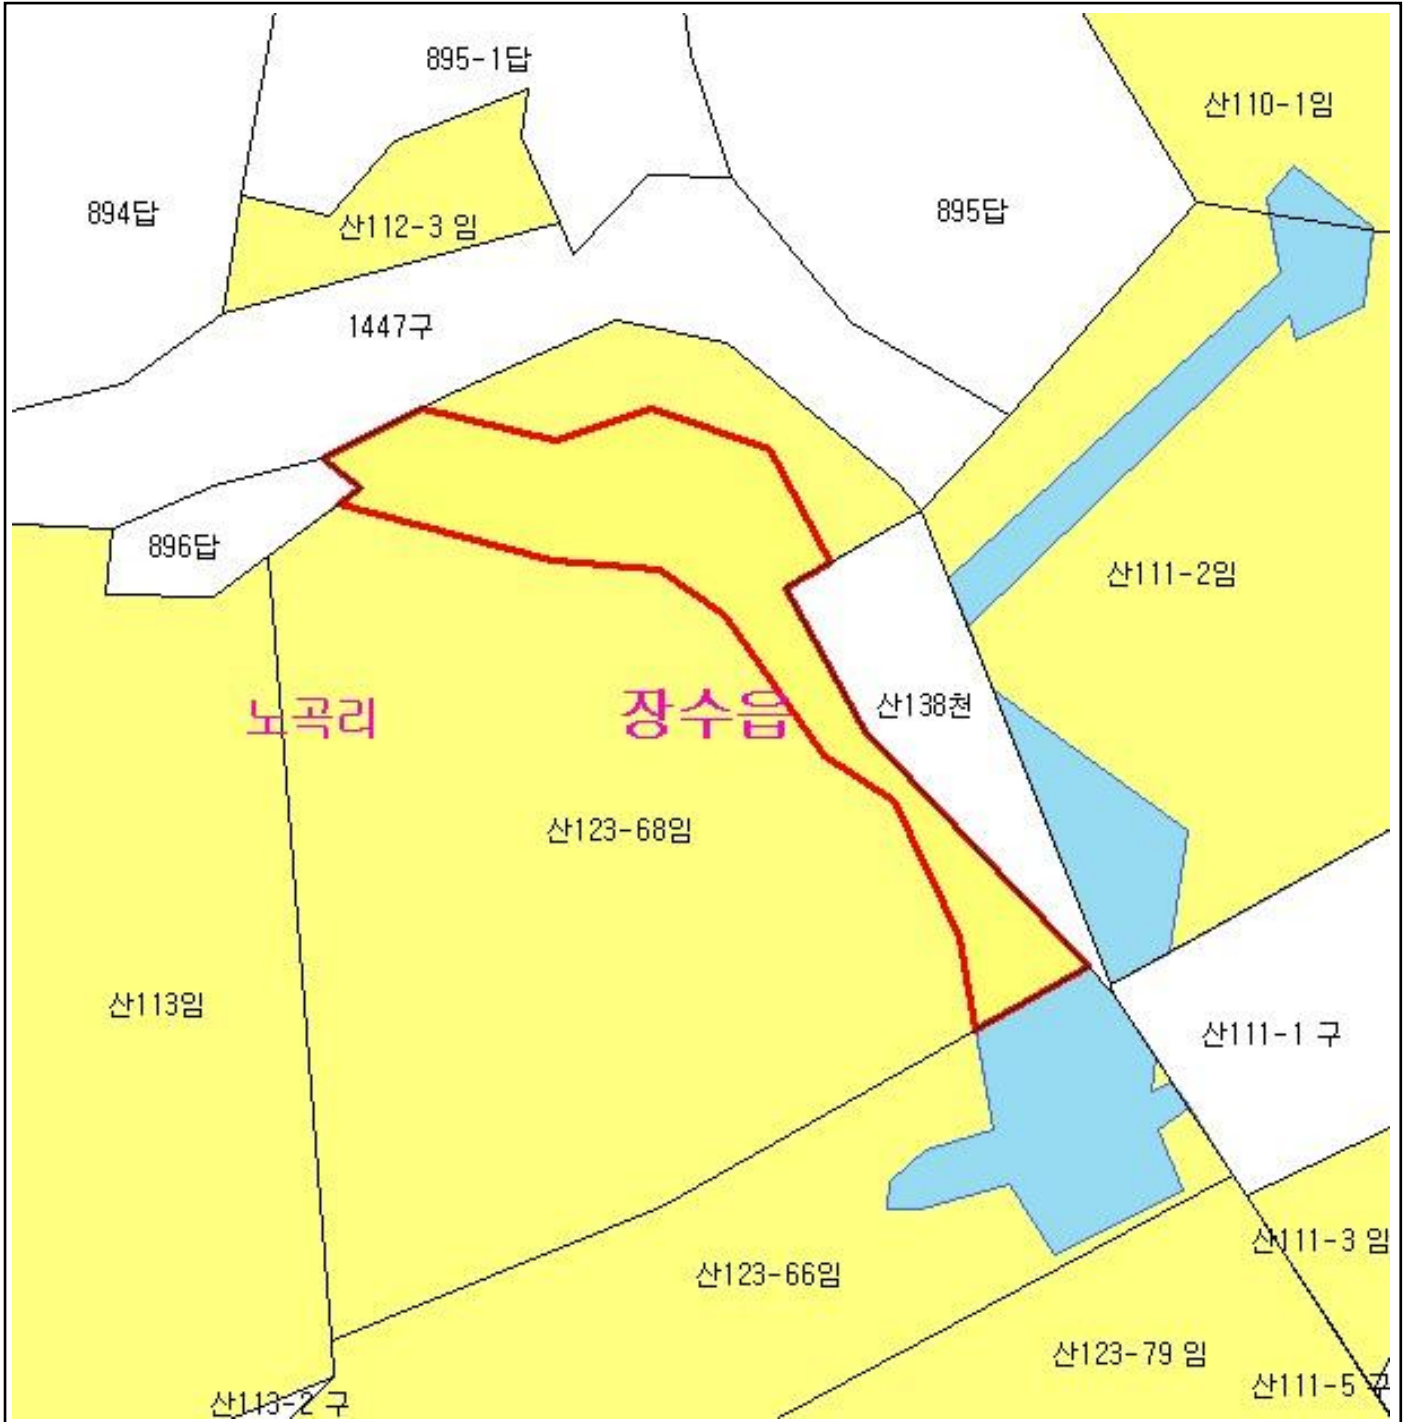 895-1답
산110-1임
894답
산112-3 임
895답
1447구
896답
산111-2임
노곡리
장수읍
산138천
산123-68임
산113임
산111-1 구
산111-3 임
산123-66임
산123-79 임
산111-5 구
산113-2 구